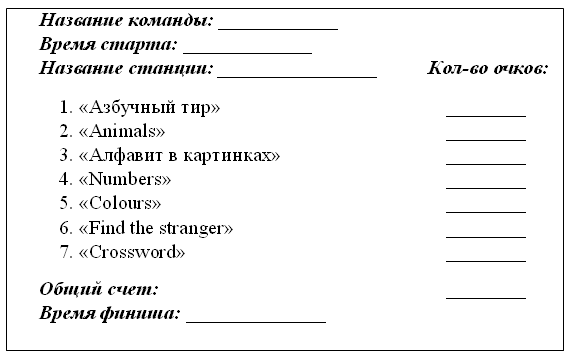 Название команды: ____________
Время старта: _____________
Название станции: ________________ Кол-во очков:
1. «Азбучный тир» ________
2. «Animals» ________
3. «Алфавит в картинках» ________
4. «Numbers» ________
5. «Colours» ________
6. «Find the stranger» ________
7. «Crossword» ________
Общий счет: ________
Время финиша: ______________